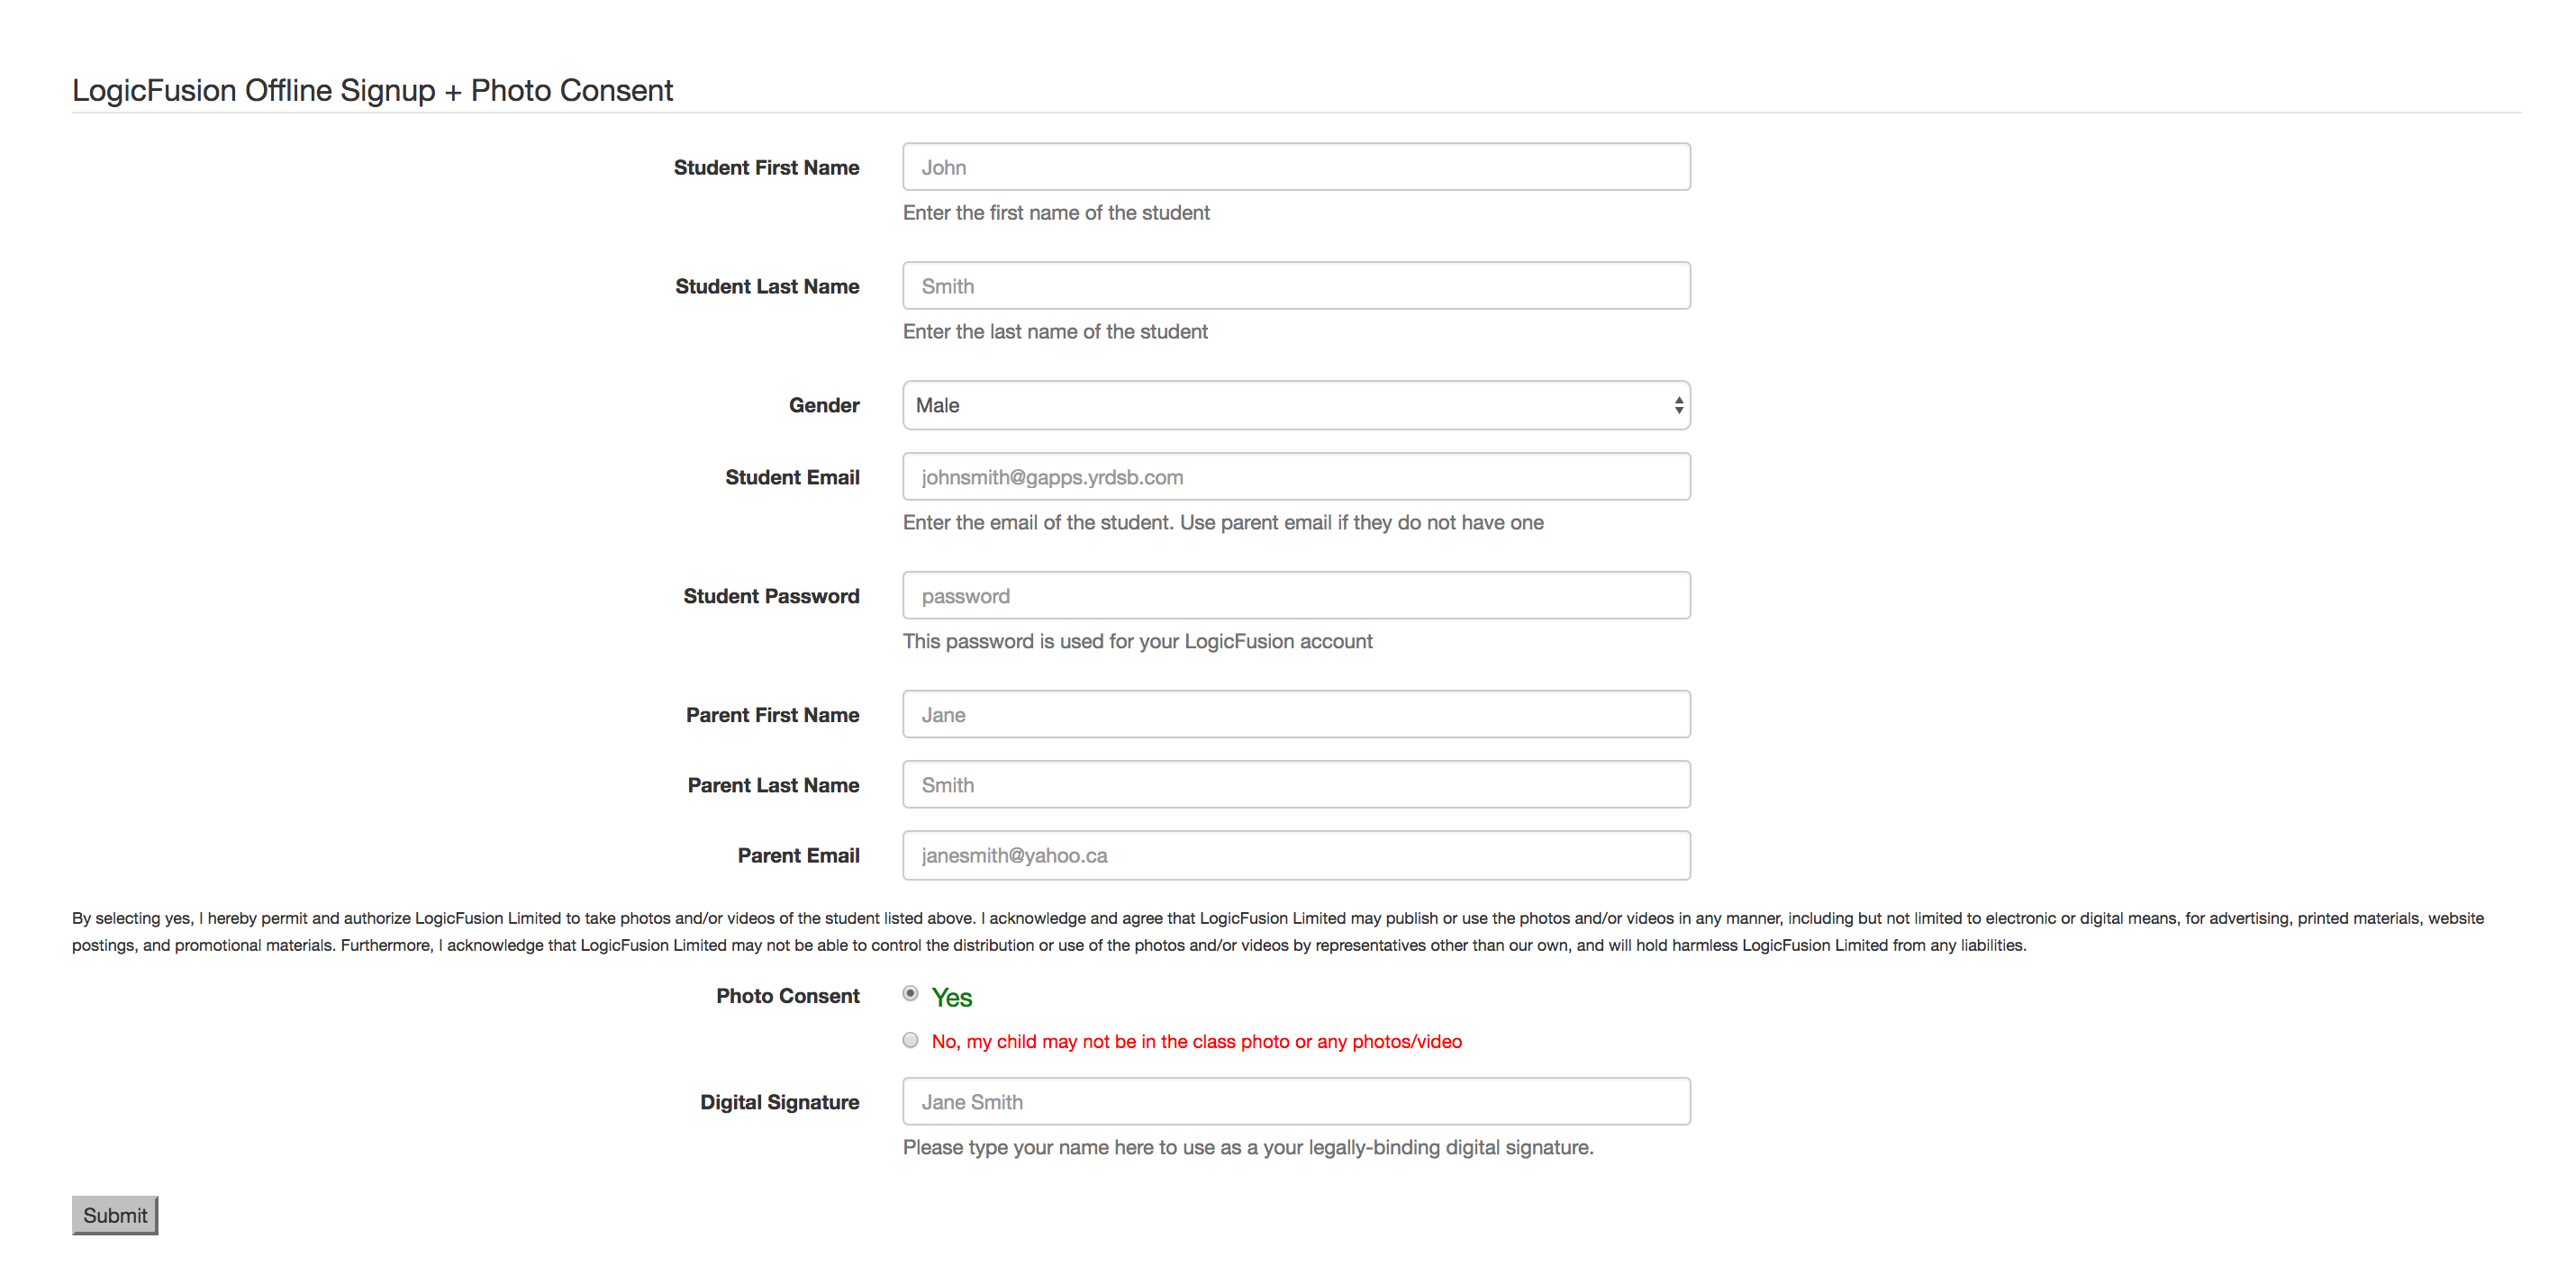 LogicFusion Offline Signup + Photo Consent
Student First Name
John
Enter the first name of the student
Student Last Name
Smith
Enter the last name of the student
Gender
Male
Student Email
johnsmith@gapps.yrdsb.com
Enter the email of the student. Use parent email if they do not have one
Student Password
password
This password is used for your LogicFusion account
Parent First Name
Jane
Parent Last Name
Smith
Parent Email
janesmith@yahoo.ca
By selecting yes, I hereby permit and authorize LogicFusion Limited to take photos and/or videos of the student listed above. I acknowledge and agree that LogicFusion Limited may publish or use the photos and/or videos in any manner, including but not limited to electronic or digital means, for advertising, printed materials, website
postings, and promotional materials. Furthermore, I acknowledge that LogicFusion Limited may not be able to control the distribution or use of the photos and/or videos by representatives other than our own, and will hold harmless LogicFusion Limited from any liabilities.
Photo Consent
Yes
No, my child may not be in the class photo or any photos/video
Digital Signature
Jane Smith
Please type your name here to use as a your legally-binding digital signature.
Submit